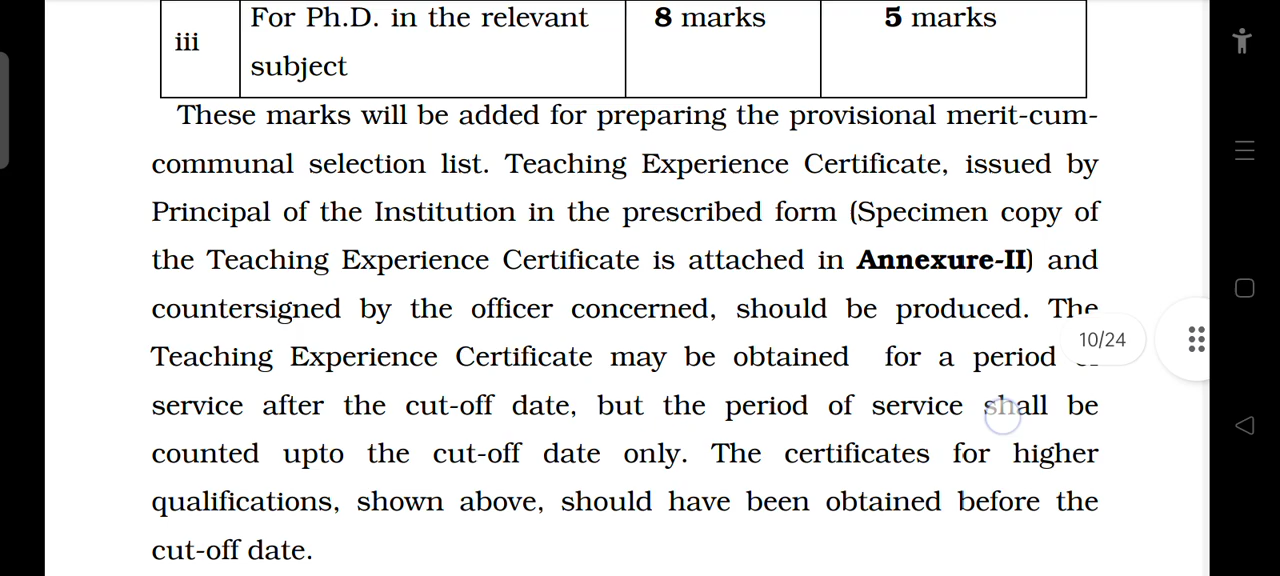 iii
For Ph.D. in the relevant
subject
8 marks
5 marks
These marks will be added for preparing the provisional merit-cum-
communal selection list. Teaching Experience Certificate, issued by
Principal of the Institution in the prescribed form (Specimen copy of
the Teaching Experience Certificate is attached in Annexure-II) and
countersigned by the officer concerned, should be produced. The
Teaching Experience Certificate may be obtained for a period
10/24
service after the cut-off date, but the period of service shall be
counted upto the cut-off date only. The certificates for higher
qualifications, shown above, should have been obtained before the
cut-off date.